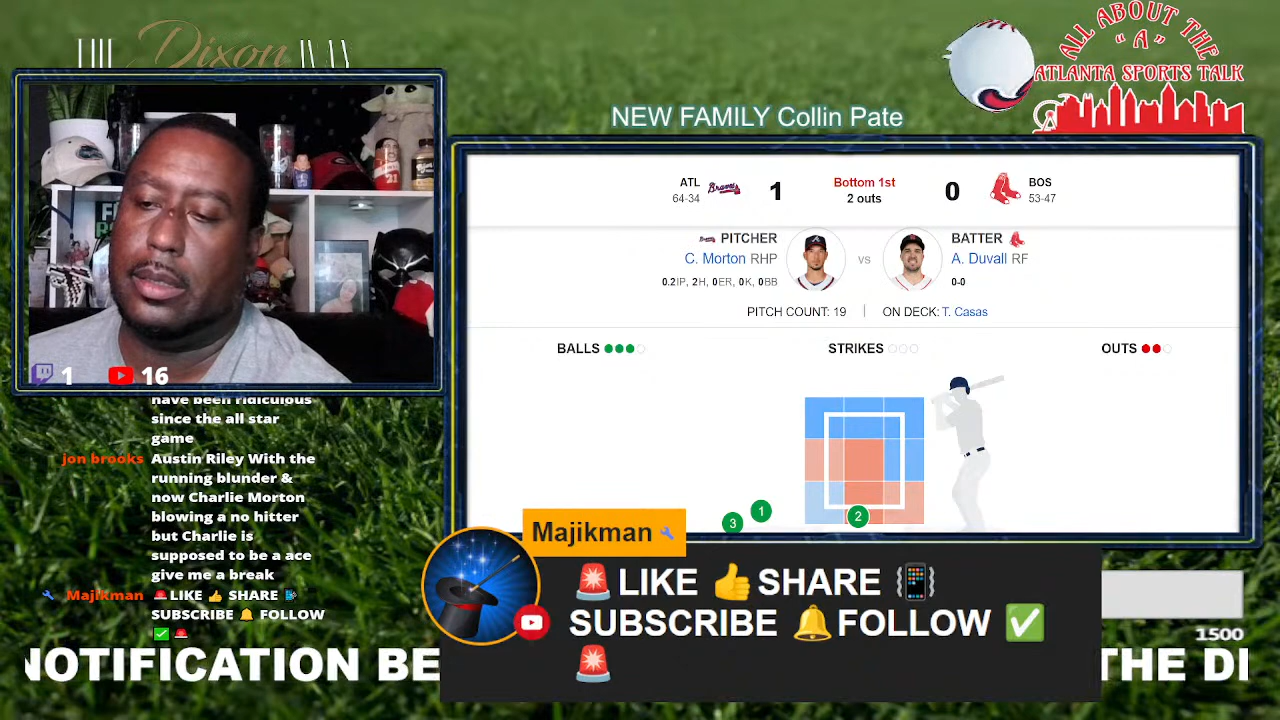 Dixon
ALL ABOUT THE
"A"
ATLANTA SPORTS TALK
NEW FAMILY Collin Pate
ATL
64-34
Braves
1
Bottom 1st
2 outs
0
BOS
53-47
PITCHER
C. Morton RHP
0.2IP, 2H, 0ER, 0K, 0BB
vs
BATTER
A. Duvall RF
0-0
PITCH COUNT: 19 | ON DECK: T. Casas
BALLS
STRIKES
OUTS
3
1
2
1
16
have been ridiculous
since the all star
game
jon brooks Austin Riley With the
running blunder &
now Charlie Morton
blowing a no hitter
but Charlie is
supposed to be a ace
give me a break
Majikman 🚨LIKE 👍 SHARE 📳
SUBSCRIBE 🔔 FOLLOW
✅ 🚨
Majikman
🚨LIKE 👍SHARE 📳
SUBSCRIBE 🔔FOLLOW ✅
🚨
1500
NOTIFICATION BE
THE DI